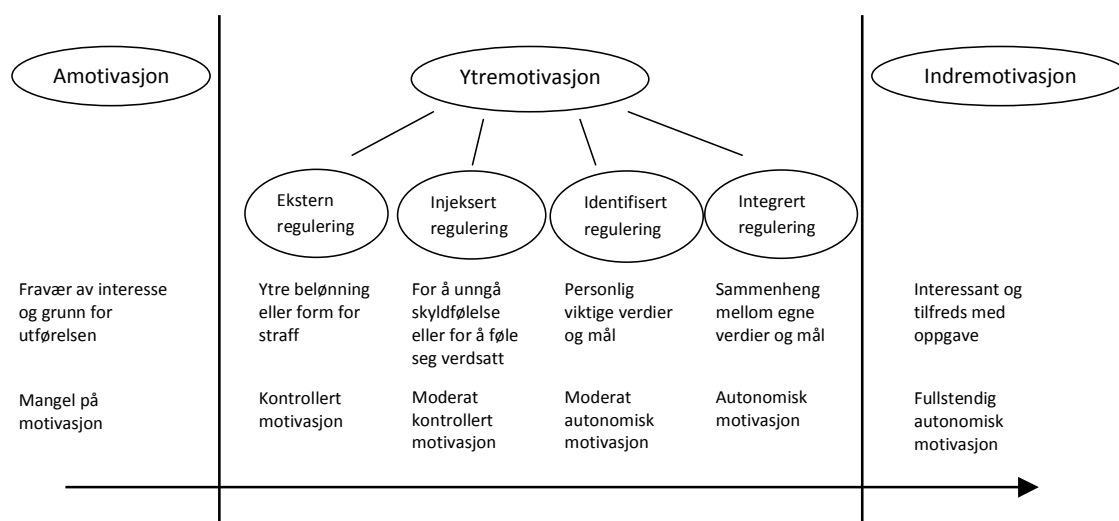 Amotivasjon
Ytremotivasjon
Indremotivasjon
Ekstern
regulering
Injeksert
regulering
Identifisert
regulering
Integrert
regulering
Fravær av interesse
og grunn for
utførelsen
Ytre belønning
eller form for
straff
For å unngå
skyldfølelse
eller for å føle
seg verdsatt
Personlig
viktige verdier
og mål
Sammenheng
mellom egne
verdier og mål
Interessant og
tilfreds med
oppgave
Mangel på
motivasjon
Kontrollert
motivasjon
Moderat
kontrollert
motivasjon
Moderat
autonomisk
motivasjon
Autonomisk
motivasjon
Fullstendig
autonomisk
motivasjon